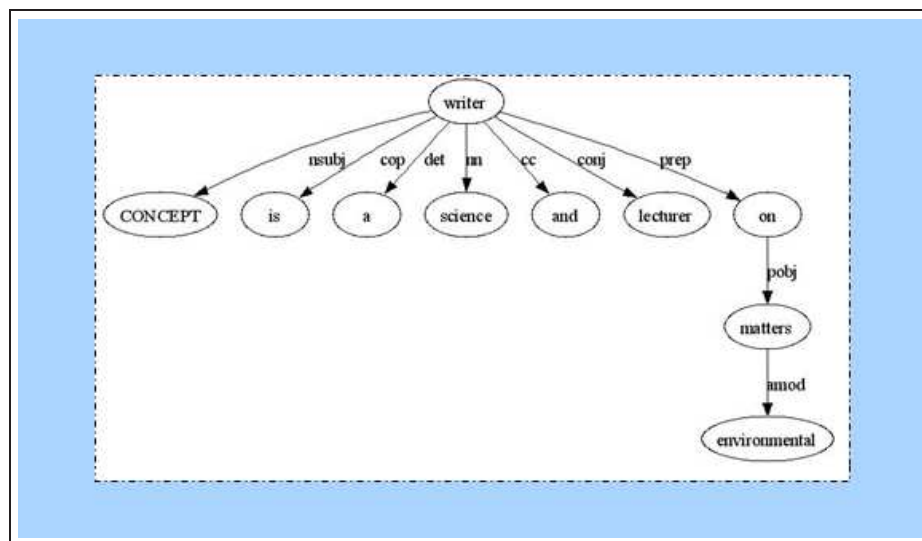 writer
nsubj cop det nn cc conj prep
CONCEPT is a science and lecturer on
pobj
matters
amod
environmental